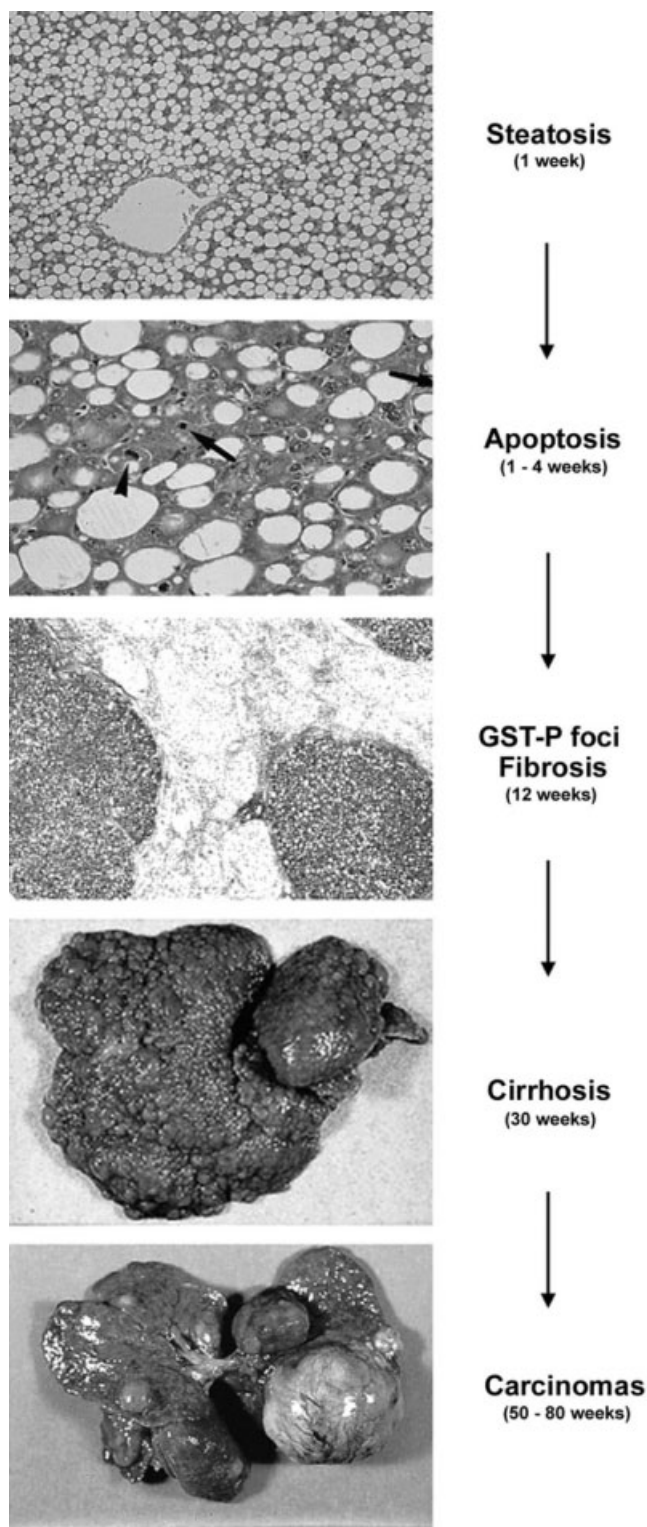 Steatosis
(1 week)
Apoptosis
(1 - 4 weeks)
GST-P foci
Fibrosis
(12 weeks)
Cirrhosis
(30 weeks)
Carcinomas
(50 - 80 weeks)